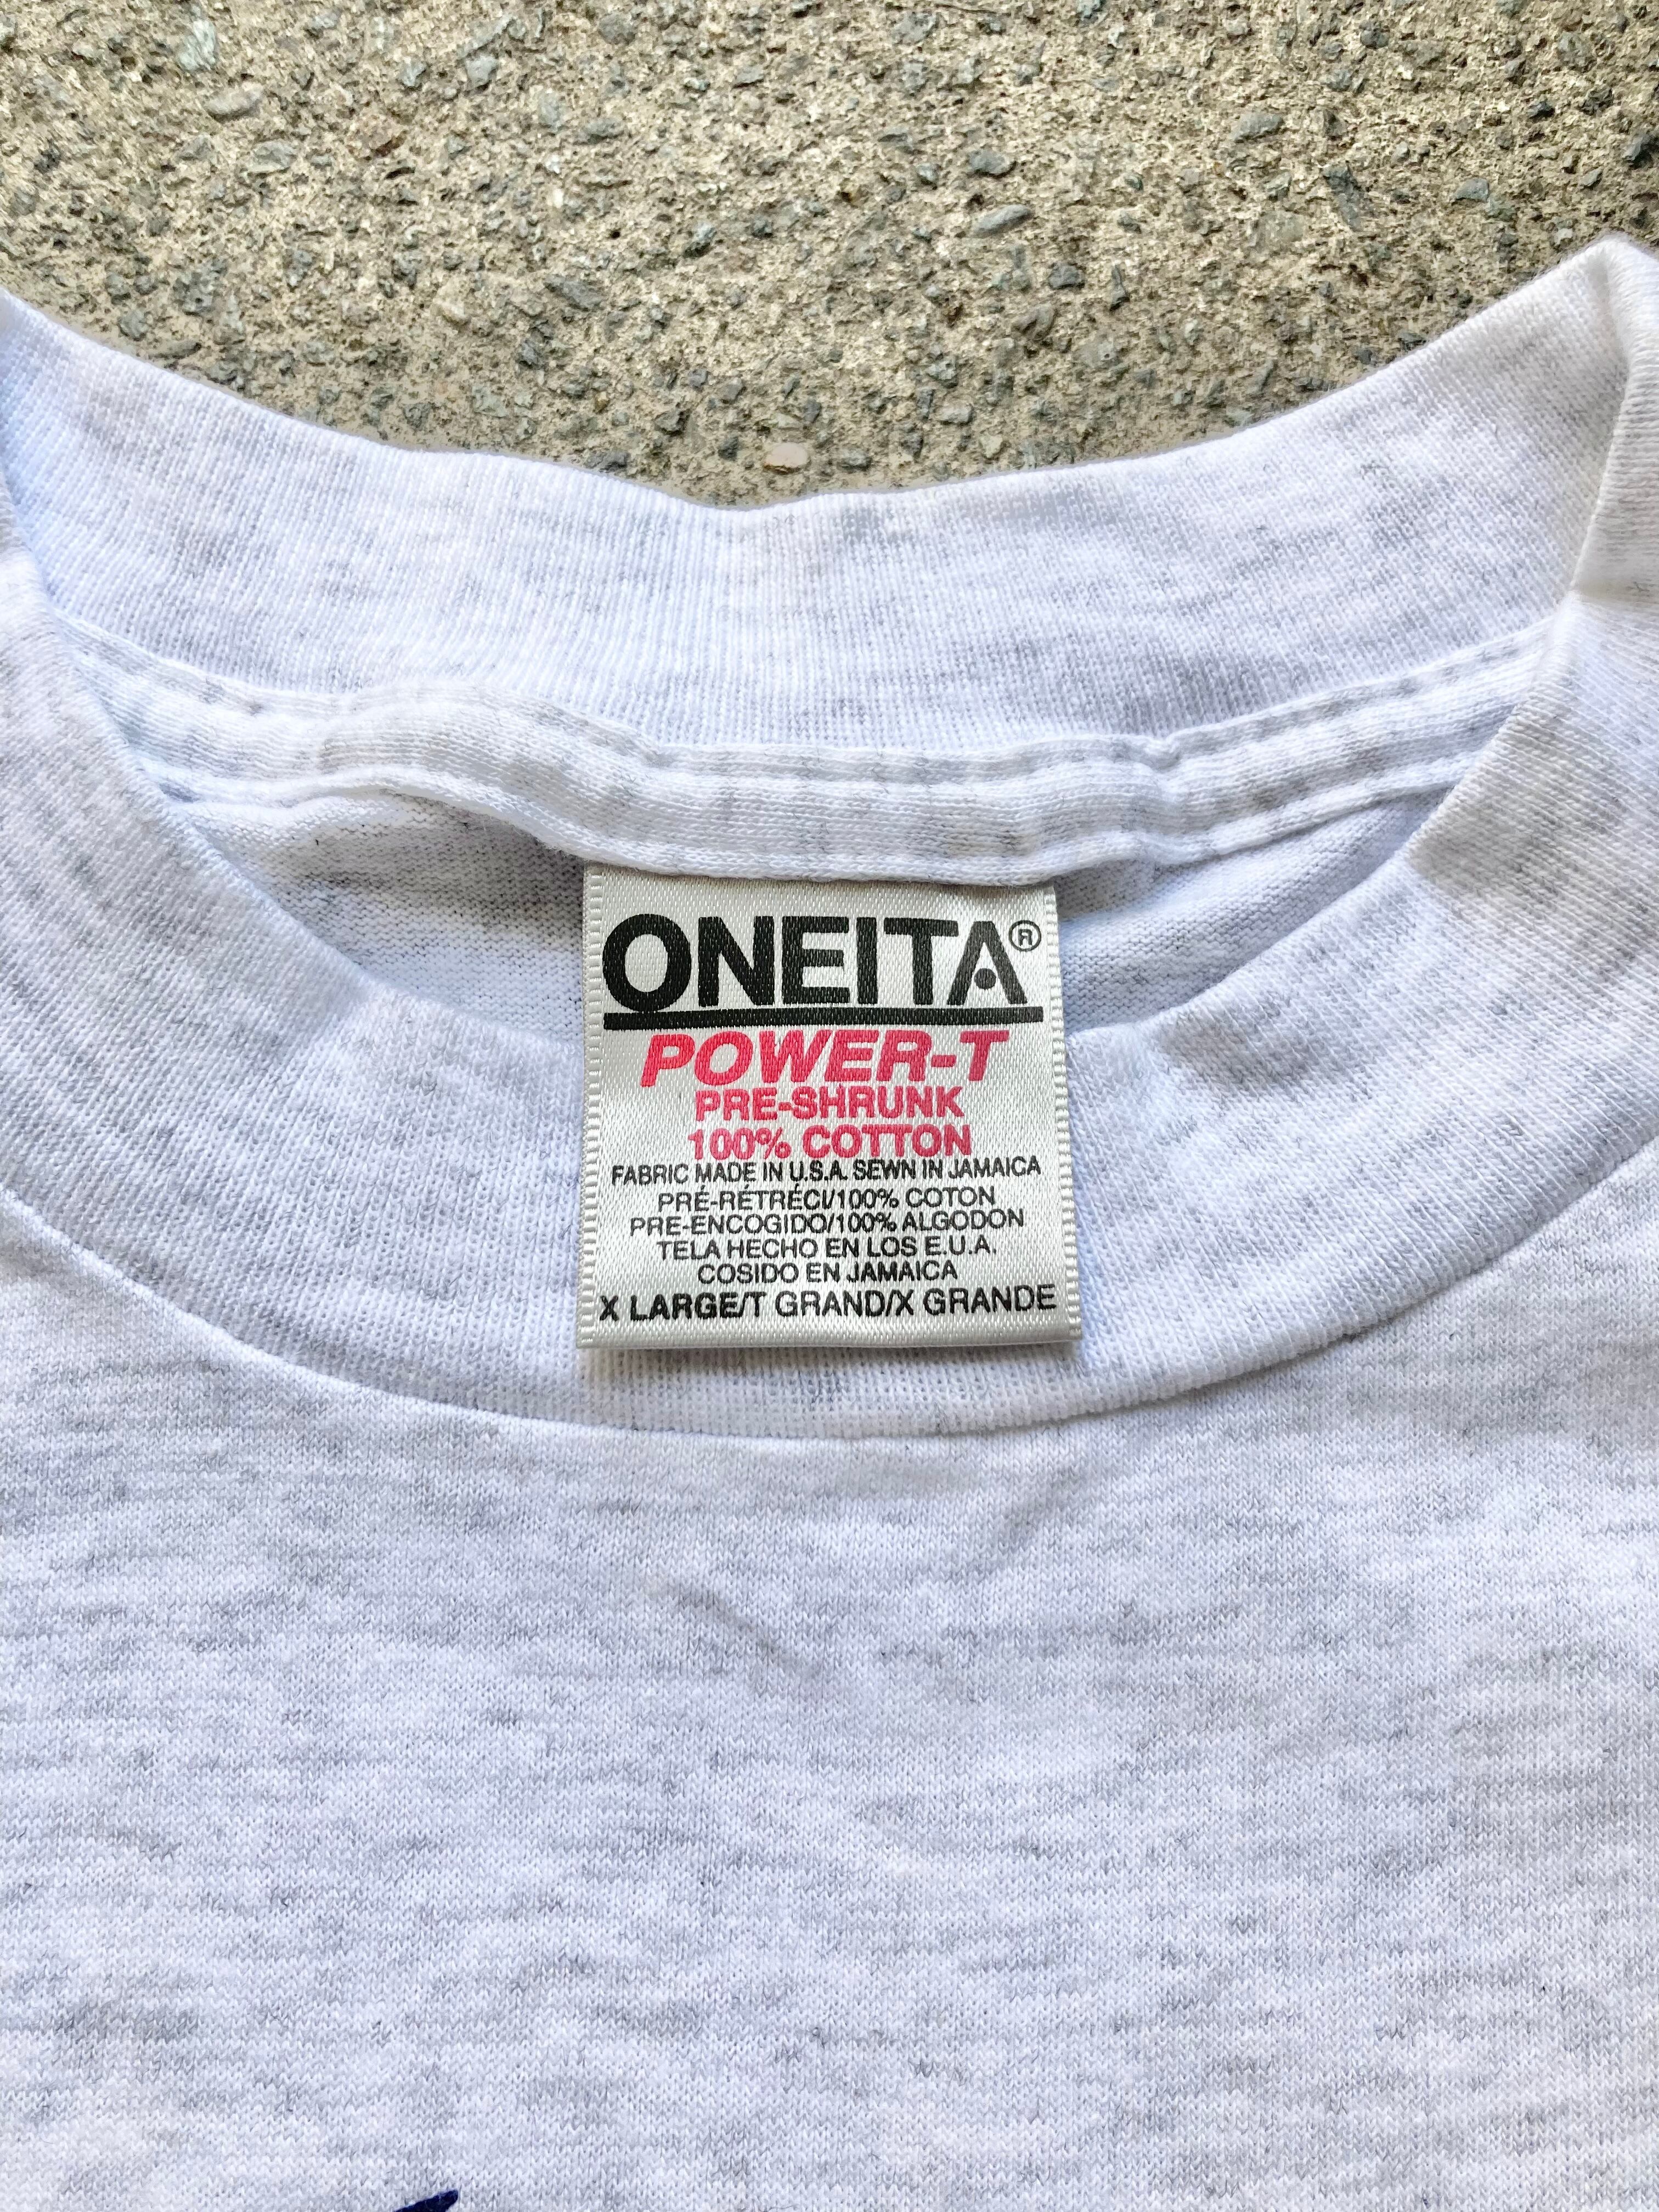 ONEITA®
POWER-T
PRE-SHRUNK
100% COTTON
FABRIC MADE IN U.S.A. SEWN IN JAMAICA
PRÉ-RÉTRÉCI/100% COTON
PRE-ENCOGIDO/100% ALGODON
TELA HECHO EN LOS E.U.A.
COSIDO EN JAMAICA
X LARGE/T GRAND/X GRANDE